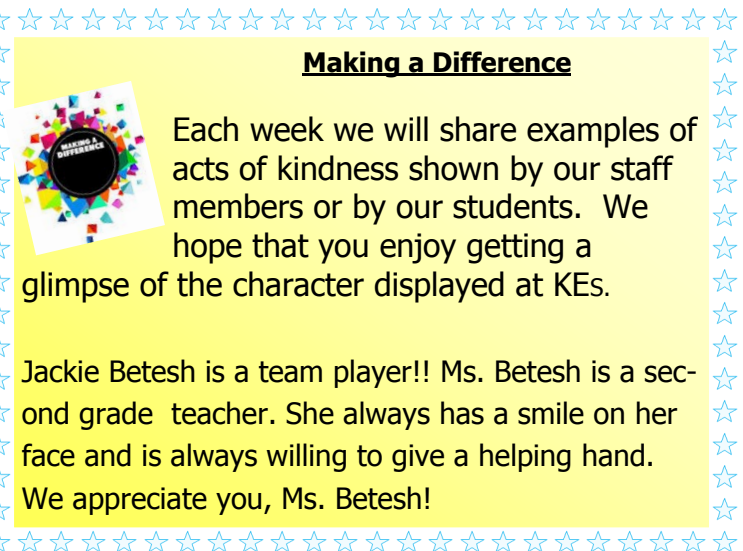 Making a Difference
MAKING A
DIFFERENCE
Each week we will share examples of
acts of kindness shown by our staff
members or by our students.  We
hope that you enjoy getting a
glimpse of the character displayed at KEs.
Jackie Betesh is a team player!! Ms. Betesh is a sec-
ond grade  teacher. She always has a smile on her
face and is always willing to give a helping hand.
We appreciate you, Ms. Betesh!